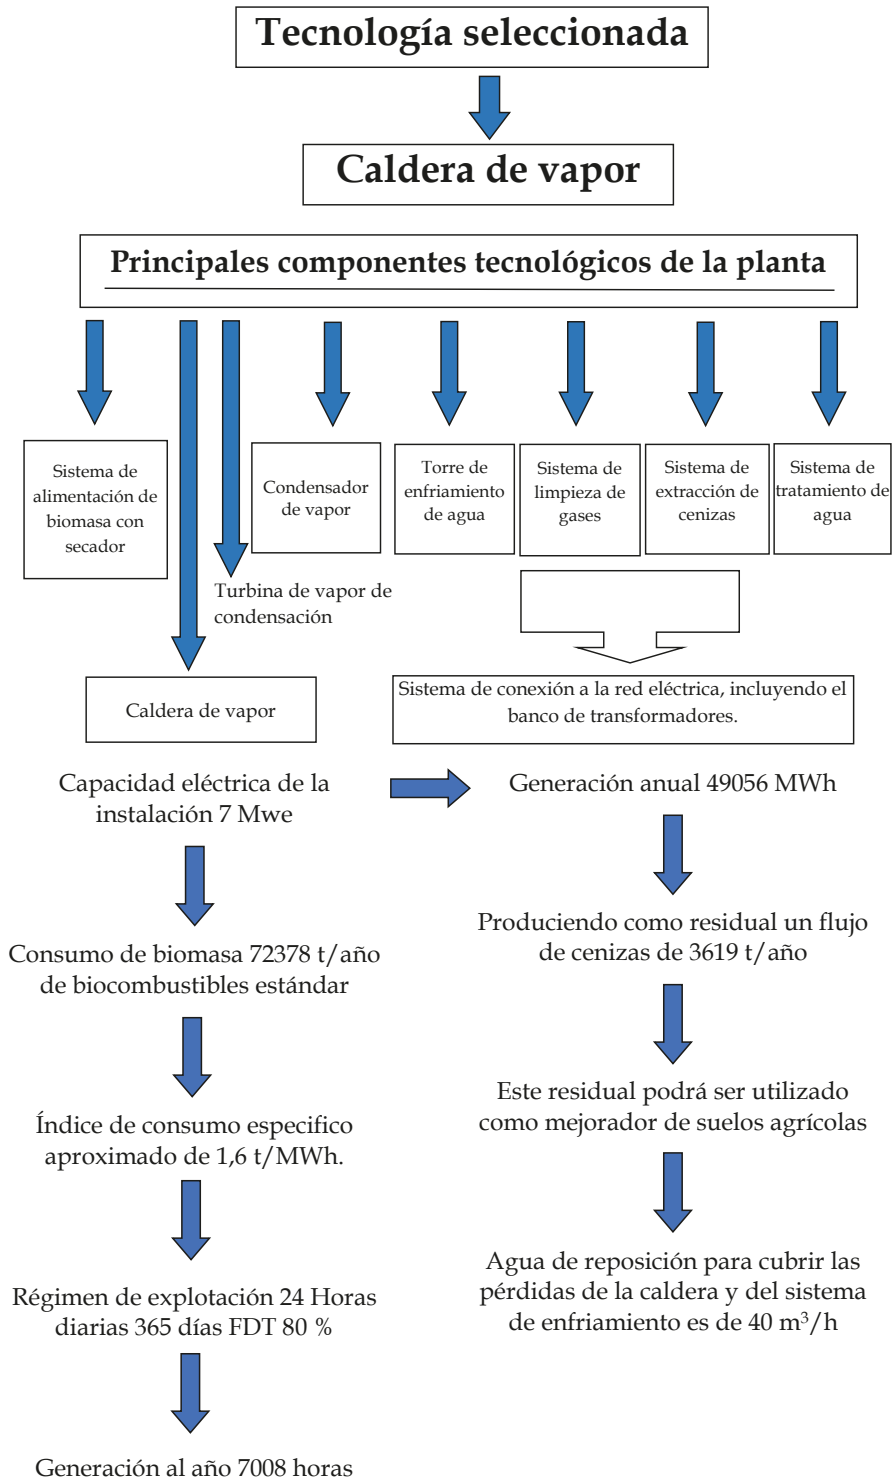 Tecnología seleccionada
Caldera de vapor
Principales componentes tecnológicos de la planta
Sistema de
alimentación de
biomasa con
secador
Condensador
de vapor
Torre de
enfriamiento
de agua
Sistema de
limpieza de
gases
Sistema de
extracción de
cenizas
Sistema de
tratamiento de
agua
Turbina de vapor de
condensación
Caldera de vapor
Sistema de conexión a la red eléctrica, incluyendo el
banco de transformadores.
Capacidad eléctrica de la
instalación 7 Mwe
Generación anual 49056 MWh
Consumo de biomasa 72378 t/año
de biocombustibles estándar
Produciendo como residual un flujo
de cenizas de 3619 t/año
Índice de consumo especifico
aproximado de 1,6 t/MWh.
Este residual podrá ser utilizado
como mejorador de suelos agrícolas
Régimen de explotación 24 Horas
diarias 365 días FDT 80 %
Agua de reposición para cubrir las
pérdidas de la caldera y del sistema
de enfriamiento es de 40 m³/h
Generación al año 7008 horas